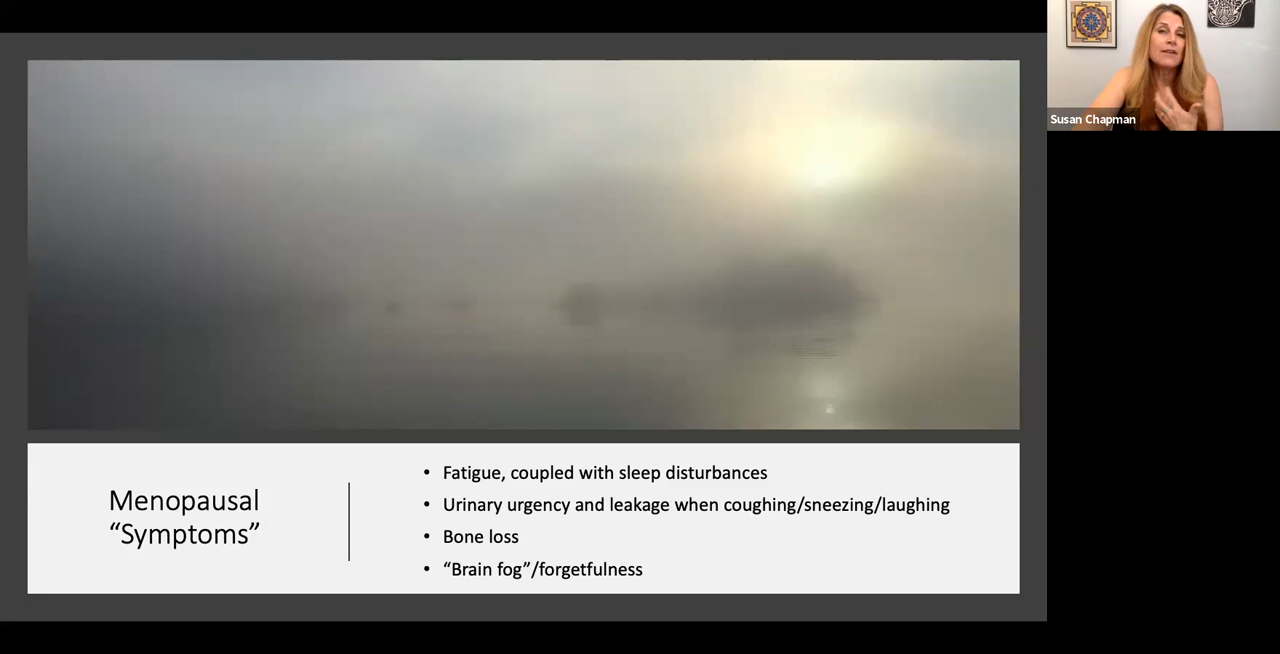 Susan Chapman
Menopausal
“Symptoms”
• Fatigue, coupled with sleep disturbances
• Urinary urgency and leakage when coughing/sneezing/laughing
• Bone loss
• “Brain fog”/forgetfulness